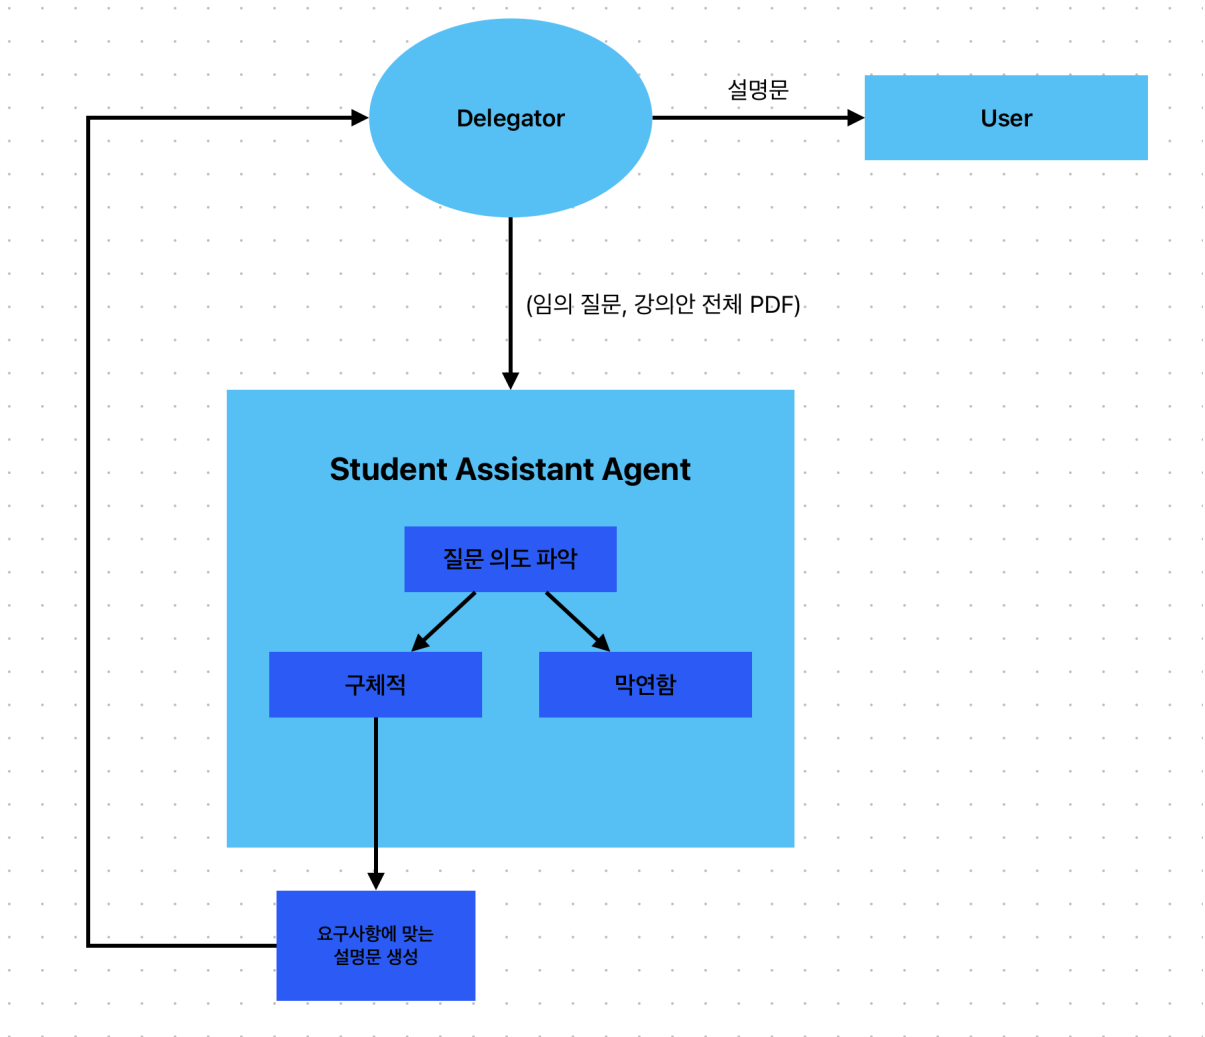 설명문
Delegator
User
(임의 질문, 강의안 전체 PDF)
Student Assistant Agent
질문 의도 파악
구체적
막연함
요구사항에 맞는
설명문 생성